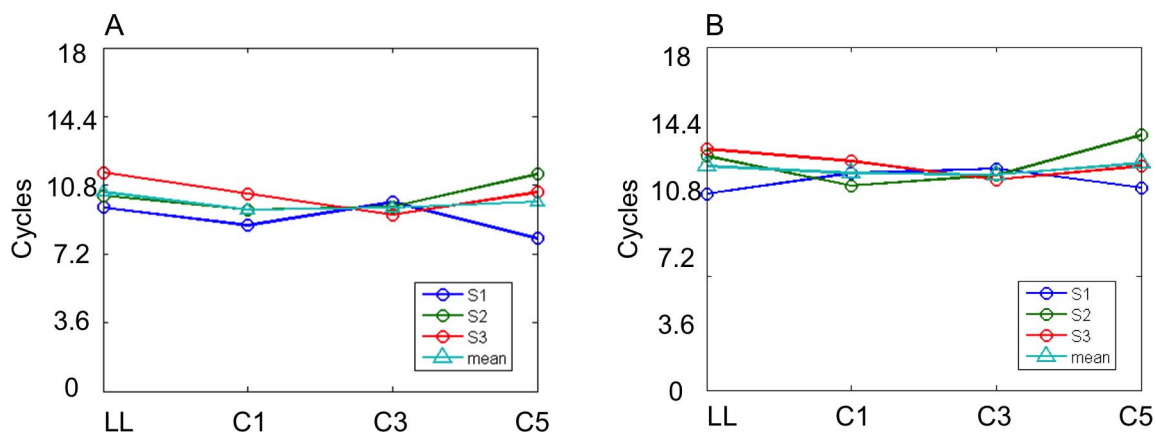 A
Cycles
18
14.4
10.8
7.2
3.6
0
LL C1 C3 C5
S1
S2
S3
mean
B
Cycles
18
14.4
10.8
7.2
3.6
0
LL C1 C3 C5
S1
S2
S3
mean